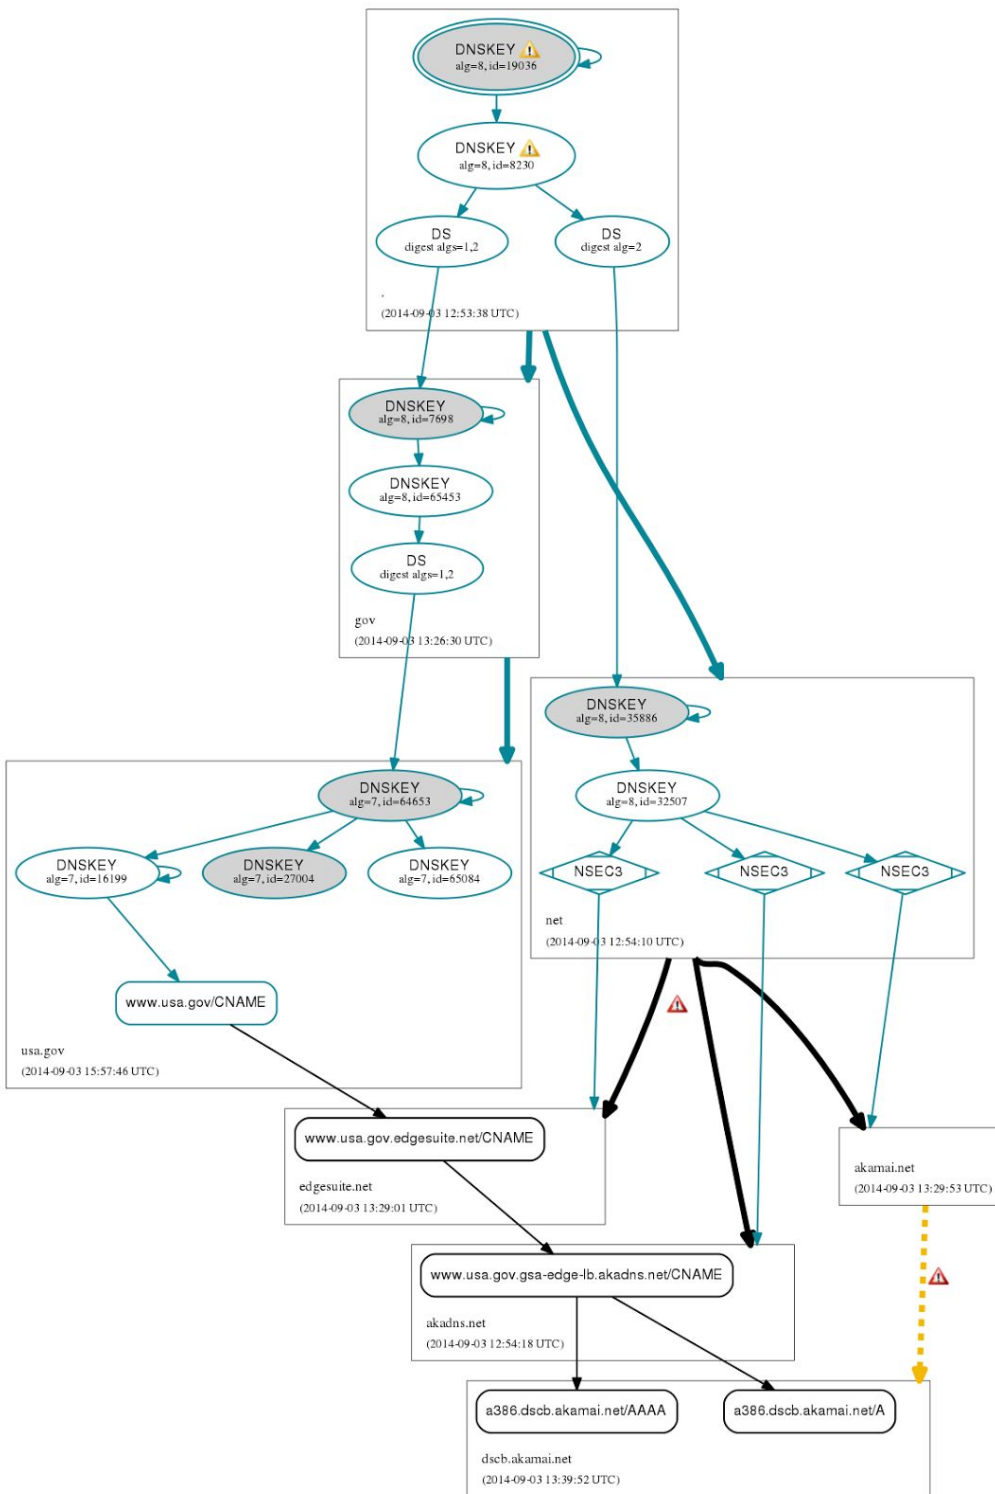 DNSKEY
alg=8, id=19036
DNSKEY
alg=8, id=8230
DS
digest algs=1,2
DS
digest alg=2
.
(2014-09-03 12:53:38 UTC)
DNSKEY
alg=8, id=7698
DNSKEY
alg=8, id=65453
DS
digest algs=1,2
gov
(2014-09-03 13:26:30 UTC)
DNSKEY
alg=8, id=35886
DNSKEY
alg=8, id=32507
NSEC3
NSEC3
NSEC3
net
(2014-09-03 12:54:10 UTC)
DNSKEY
alg=7, id=64653
DNSKEY
alg=7, id=16199
DNSKEY
alg=7, id=27004
DNSKEY
alg=7, id=65084
www.usa.gov/CNAME
usa.gov
(2014-09-03 15:57:46 UTC)
www.usa.gov.edgesuite.net/CNAME
edgesuite.net
(2014-09-03 13:29:01 UTC)
akamai.net
(2014-09-03 13:29:53 UTC)
www.usa.gov.gsa-edge-lb.akadns.net/CNAME
akadns.net
(2014-09-03 12:54:18 UTC)
a386.dscb.akamai.net/AAAA
a386.dscb.akamai.net/A
dscb.akamai.net
(2014-09-03 13:39:52 UTC)